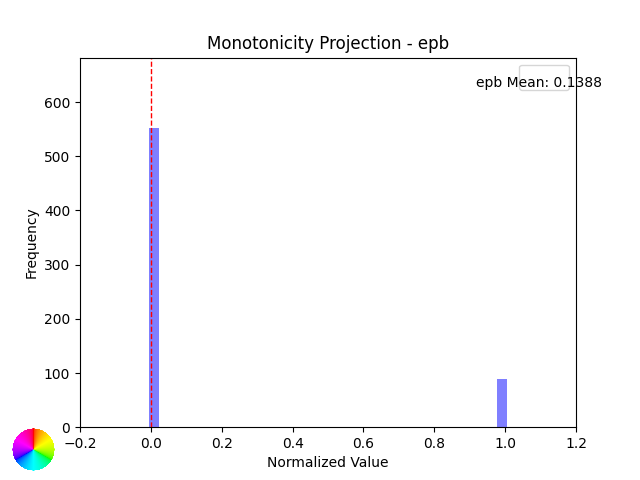 Monotonicity Projection - epb
epb Mean: 0.1388
600
500
400
300
200
100
0
Frequency
−0.2 0.0 0.2 0.4 0.6 0.8 1.0 1.2
Normalized Value